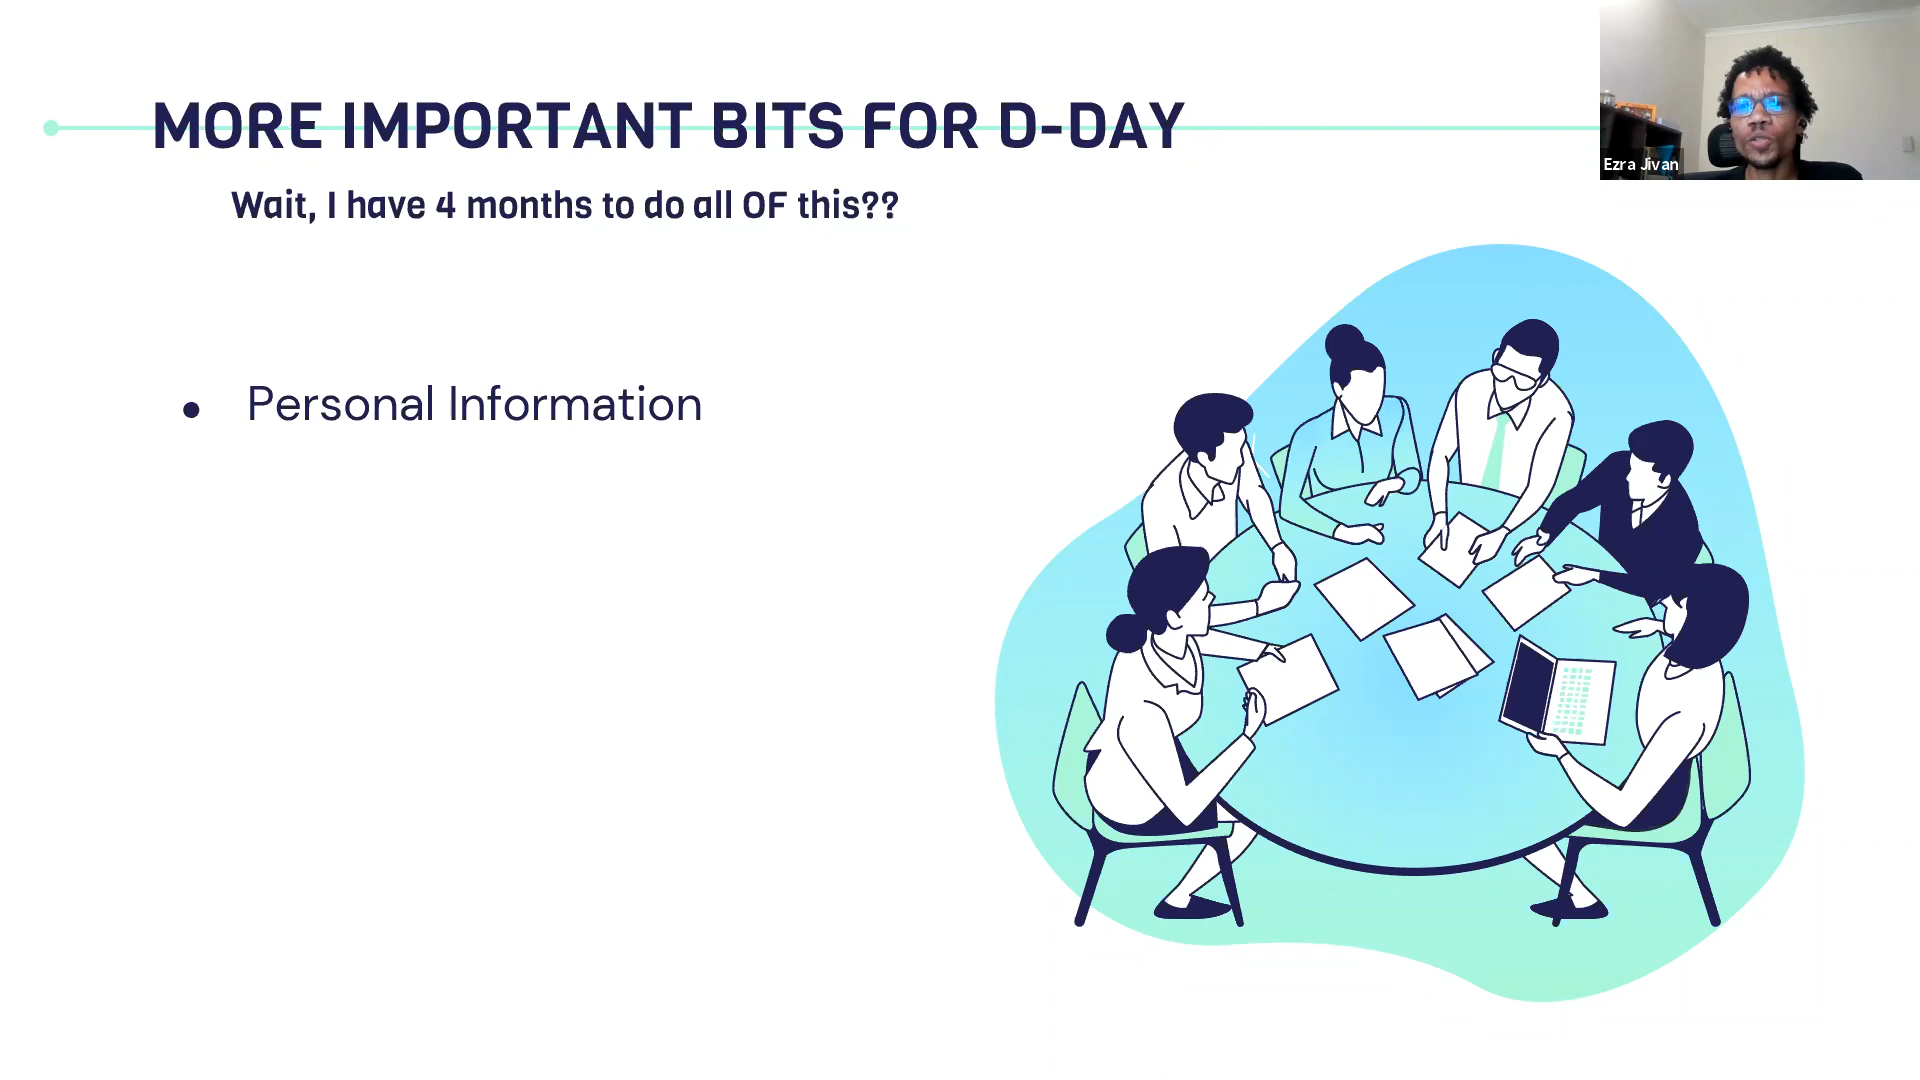 MORE IMPORTANT BITS FOR D-DAY
Wait, I have 4 months to do all OF this??
Ezra Jivan
● Personal Information